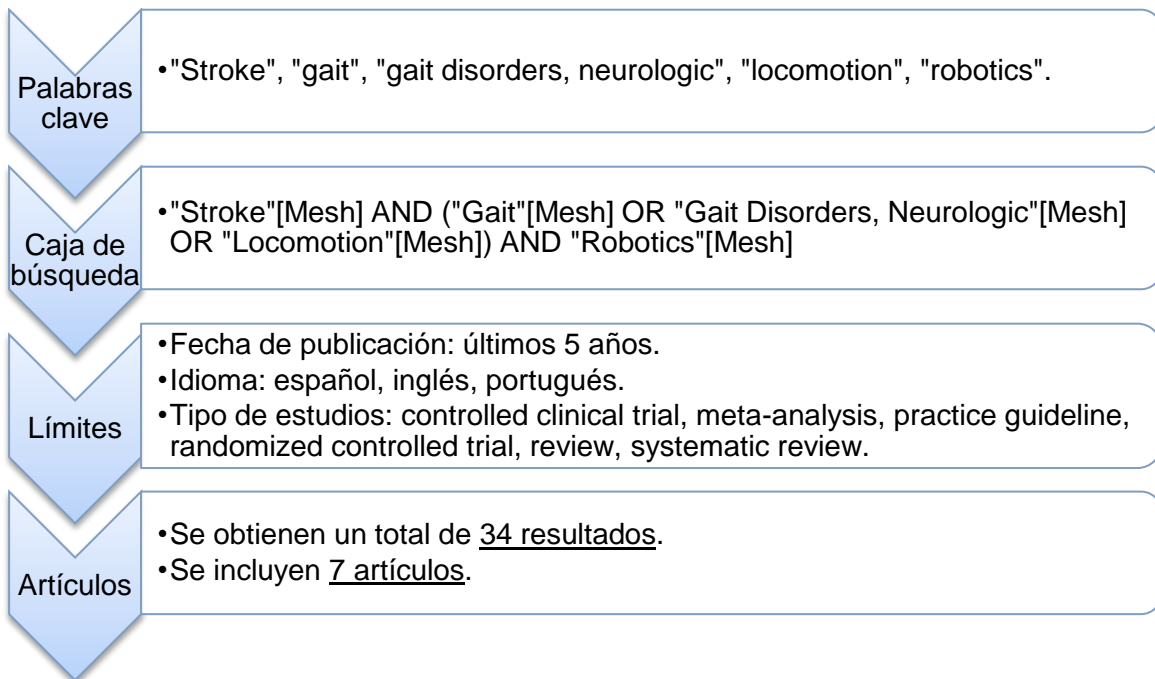 Palabras
clave
•"Stroke", "gait", "gait disorders, neurologic", "locomotion", "robotics".
Caja de
búsqueda
•"Stroke"[Mesh] AND ("Gait"[Mesh] OR "Gait Disorders, Neurologic"[Mesh]
OR "Locomotion"[Mesh]) AND "Robotics"[Mesh]
Límites
•Fecha de publicación: últimos 5 años.
•Idioma: español, inglés, portugués.
•Tipo de estudios: controlled clinical trial, meta-analysis, practice guideline,
randomized controlled trial, review, systematic review.
Artículos
•Se obtienen un total de 34 resultados.
•Se incluyen 7 artículos.